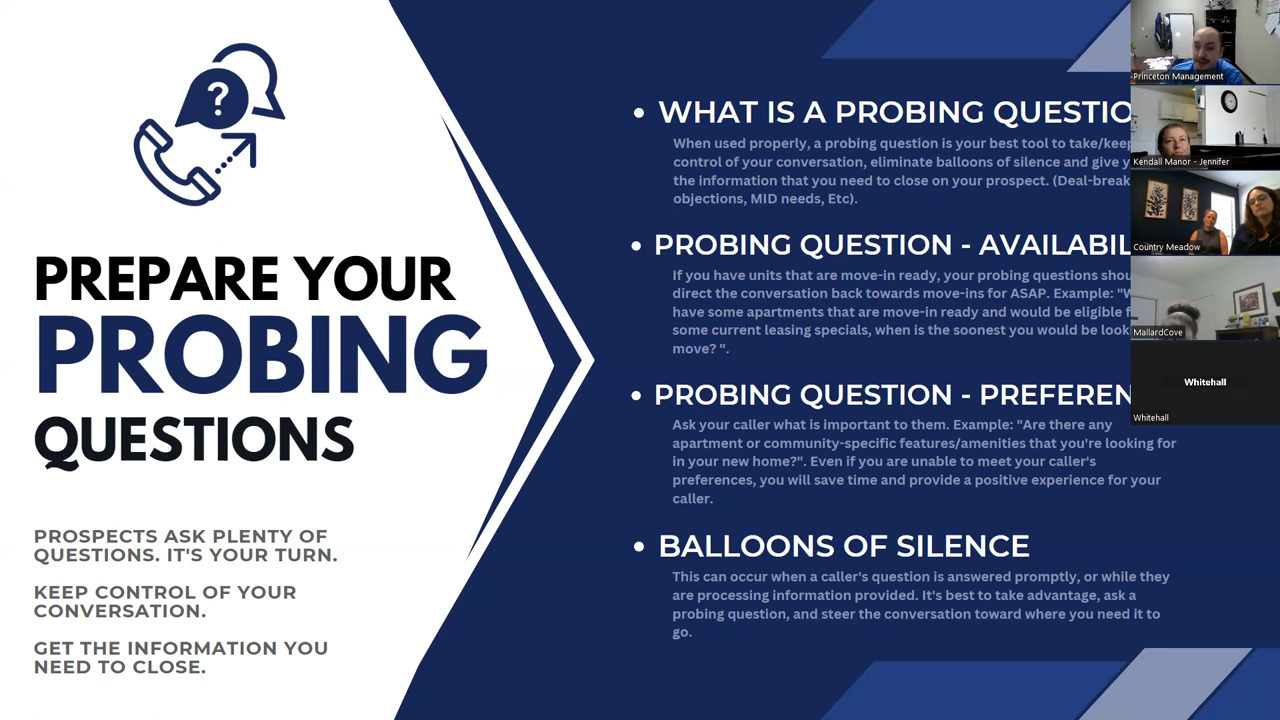 ?
PREPARE YOUR
PROBING
QUESTIONS
PROSPECTS ASK PLENTY OF
QUESTIONS. IT'S YOUR TURN.
KEEP CONTROL OF YOUR
CONVERSATION.
GET THE INFORMATION YOU
NEED TO CLOSE.
• WHAT IS A PROBING QUESTIO
When used properly, a probing question is your best tool to take/keep
control of your conversation, eliminate balloons of silence and give y
the information that you need to close on your prospect. (Deal-break
objections, MID needs, Etc).
• PROBING QUESTION - AVAILABIL
If you have units that are move-in ready, your probing questions shou
direct the conversation back towards move-ins for ASAP. Example: "W
have some apartments that are move-in ready and would be eligible f
some current leasing specials, when is the soonest you would be look
move? ".
• PROBING QUESTION - PREFEREN
Ask your caller what is important to them. Example: "Are there any
apartment or community-specific features/amenities that you're looking for
in your new home?". Even if you are unable to meet your caller's
preferences, you will save time and provide a positive experience for your
caller.
• BALLOONS OF SILENCE
This can occur when a caller's question is answered promptly, or while they
are processing information provided. It's best to take advantage, ask a
probing question, and steer the conversation toward where you need it to
go.
Princeton Management
Kendall Manor - Jennifer
Country Meadow
MallardCove
Whitehall
Whitehall